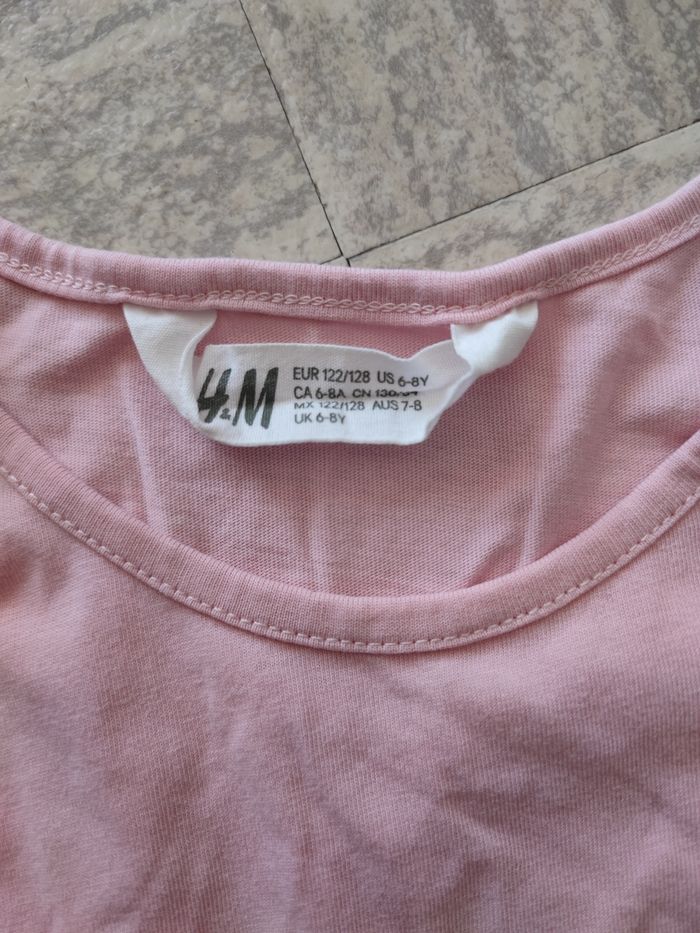 H&M
EUR 122/128 US 6-8Y
CA 6-8A CN 130/64
MX 122/128 AUS 7-8
UK 6-8Y